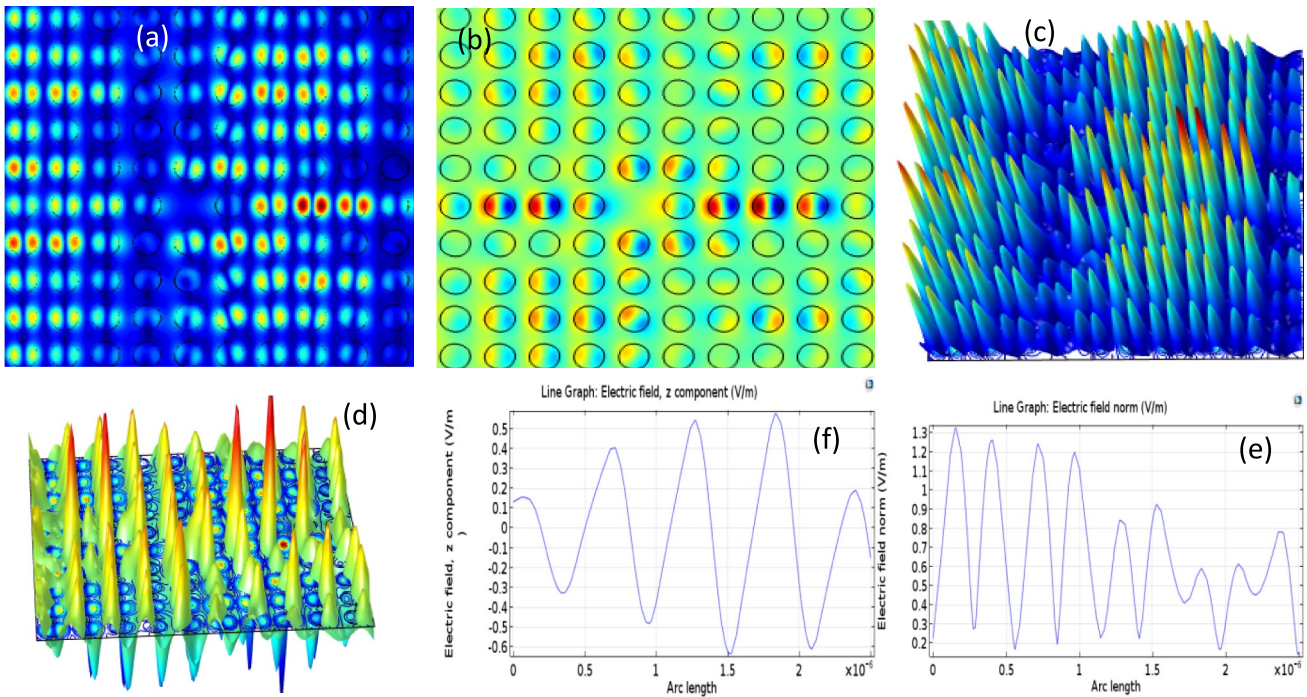 (a)
(b)
(c)
(d)
Line Graph: Electric field, z component (V/m)
Electric field, z component (V/m
)
0.5
0.4
0.3
0.2
0.1
0
-0.1
-0.2
-0.3
-0.4
-0.5
-0.6
(f)
0 0.5 1 1.5 2 x10⁻⁶
Arc length
Line Graph: Electric field norm (V/m)
Electric field norm (V/m)
1.3
1.2
1.1
1
0.9
0.8
0.7
0.6
0.5
0.4
0.3
0.2
(e)
0 0.5 1 1.5 2 x10⁻⁶
Arc length